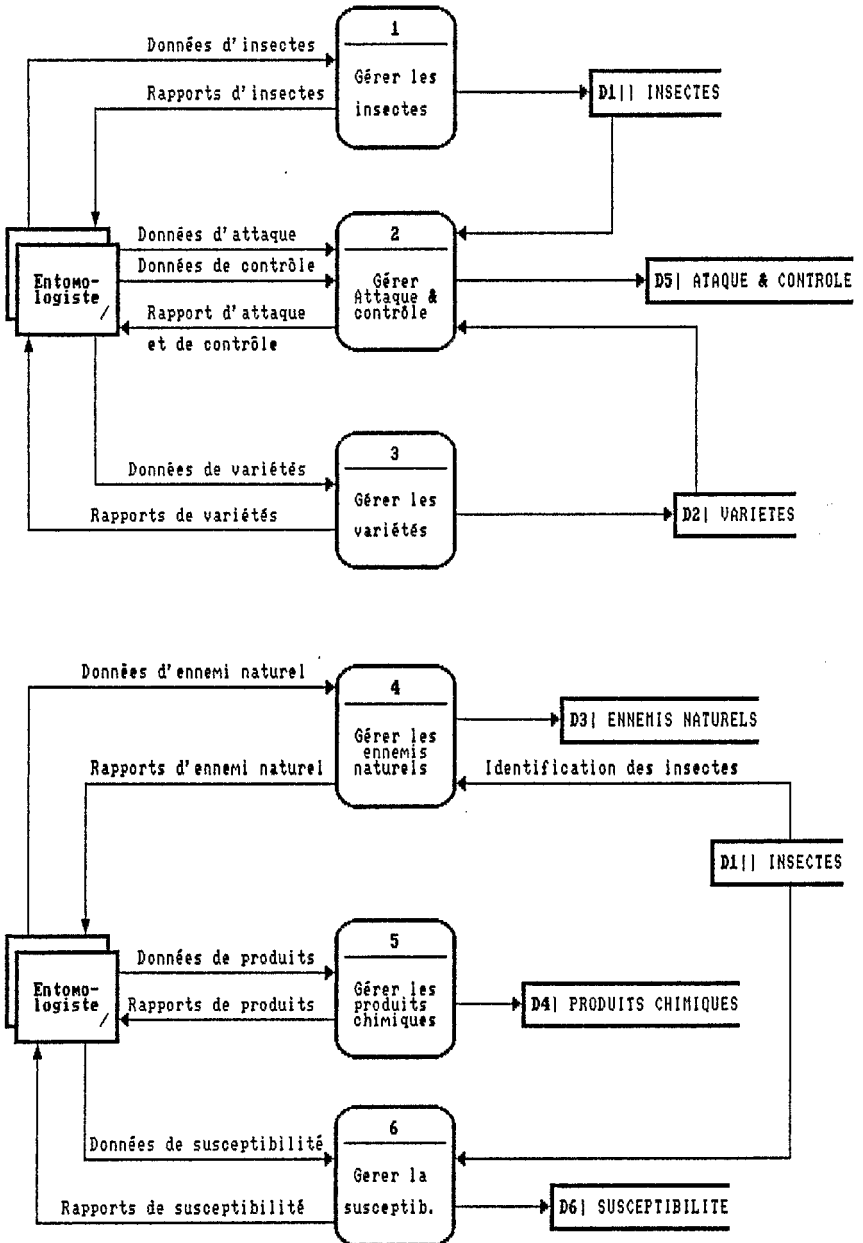 Données d'insectes
1
Gérer les
insectes
Rapports d'insectes
D1|| INSECTES
Données d'attaque
2
Données de contrôle
Gérer
Attaque &
contrôle
Entomo-
logiste
/
D5| ATAQUE & CONTROLE
Rapport d'attaque
et de contrôle
3
Données de variétés
Gérer les
variétés
Rapports de variétés
D2| VARIETES
Données d'ennemi naturel
4
D3| ENNEMIS NATURELS
Gérer les
ennemis
naturels
Rapports d'ennemi naturel
Identification des insectes
D1|| INSECTES
5
Données de produits
Gérer les
produits
chimiques
Entomo-
logiste
/
Rapports de produits
D4| PRODUITS CHIMIQUES
6
Données de susceptibilité
Gerer la
susceptib.
Rapports de susceptibilité
D6| SUSCEPTIBILITE